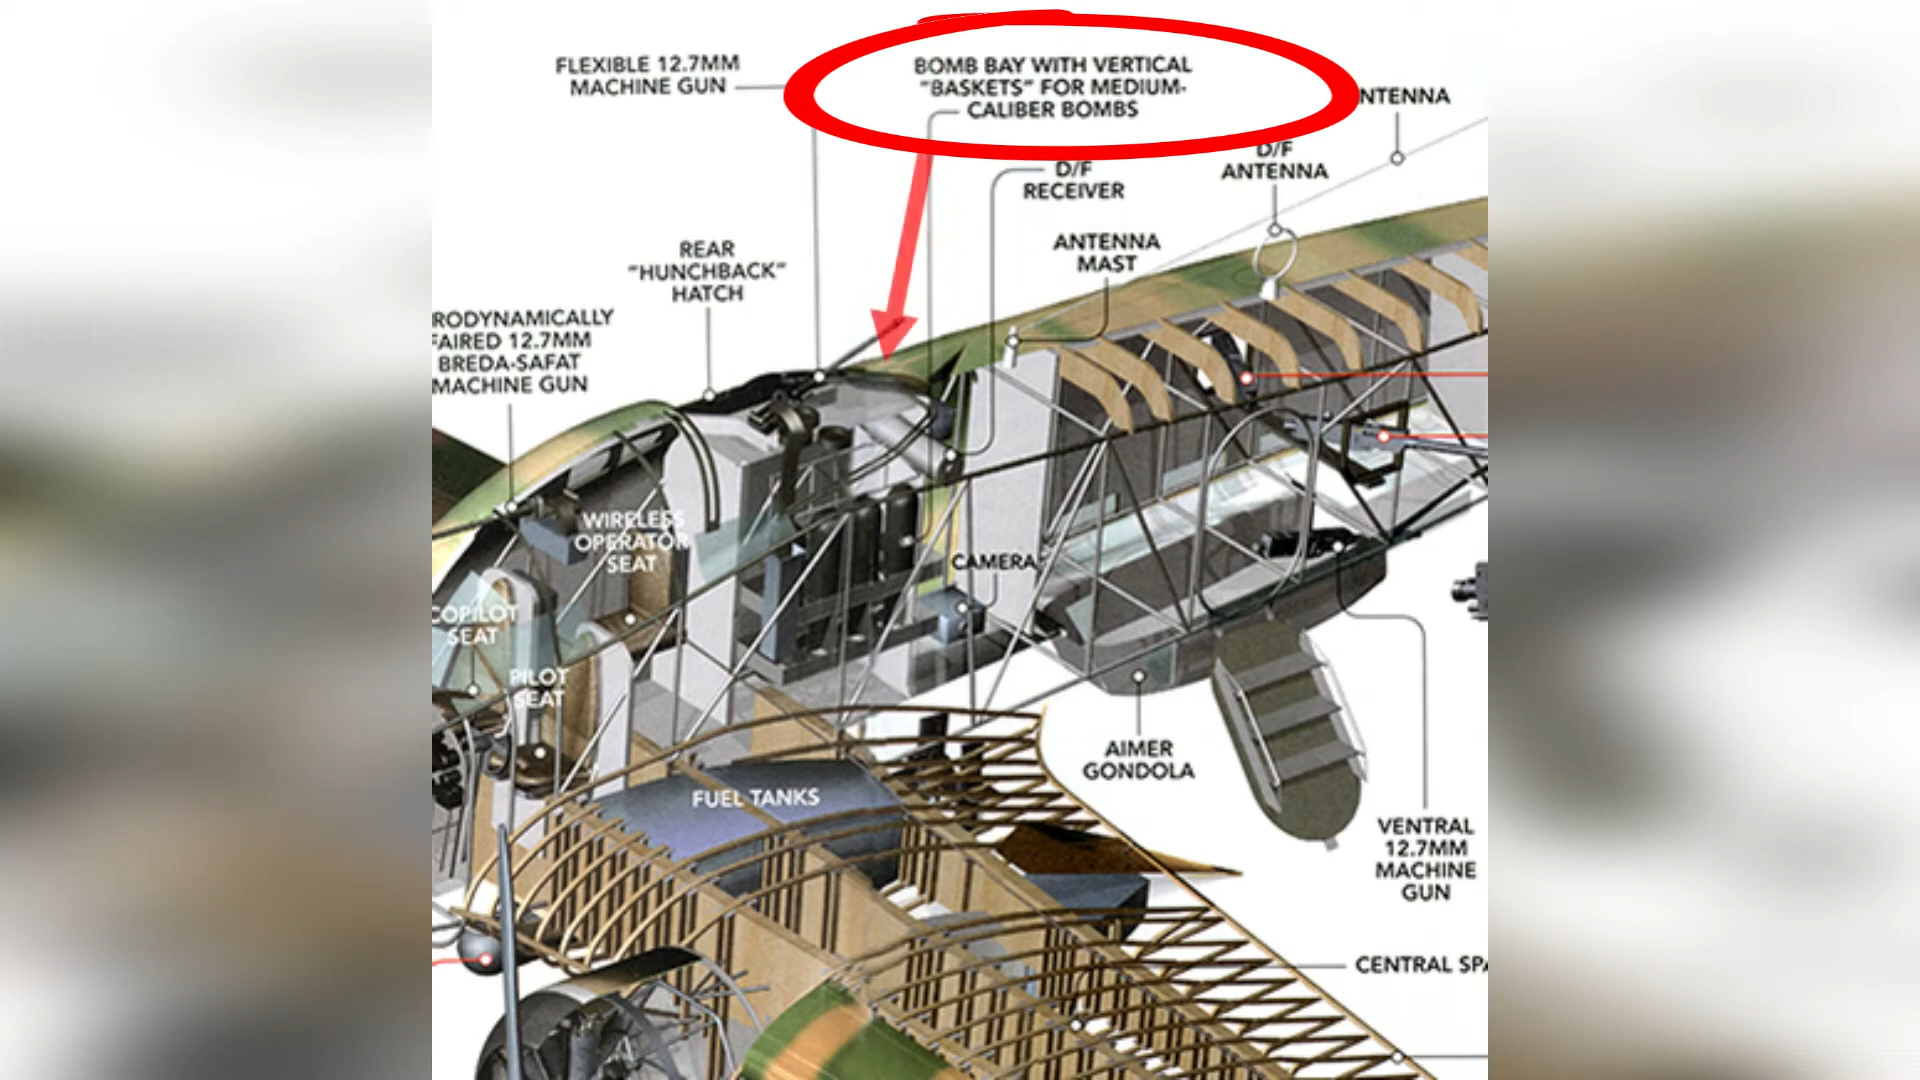 FLEXIBLE 12.7MM
MACHINE GUN
BOMB BAY WITH VERTICAL
"BASKETS" FOR MEDIUM-
CALIBER BOMBS
NTENNA
D/F
ANTENNA
D/F
RECEIVER
ANTENNA
MAST
REAR
"HUNCHBACK"
HATCH
RODYNAMICALLY
FAIRED 12.7MM
BREDA-SAFAT
MACHINE GUN
WIRELESS
OPERATOR
SEAT
CAMERA
COPILOT
SEAT
PILOT
SEAT
AIMER
GONDOLA
FUEL TANKS
VENTRAL
12.7MM
MACHINE
GUN
CENTRAL SPA